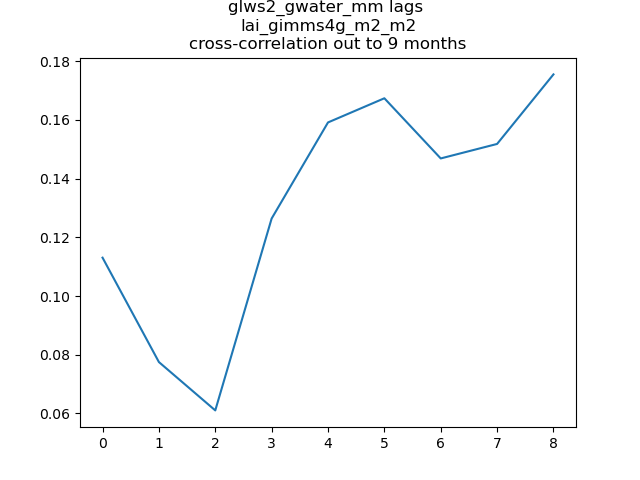 glws2_gwater_mm lags
lai_gimms4g_m2_m2
cross-correlation out to 9 months
0.18
0.16
0.14
0.12
0.10
0.08
0.06
0 1 2 3 4 5 6 7 8